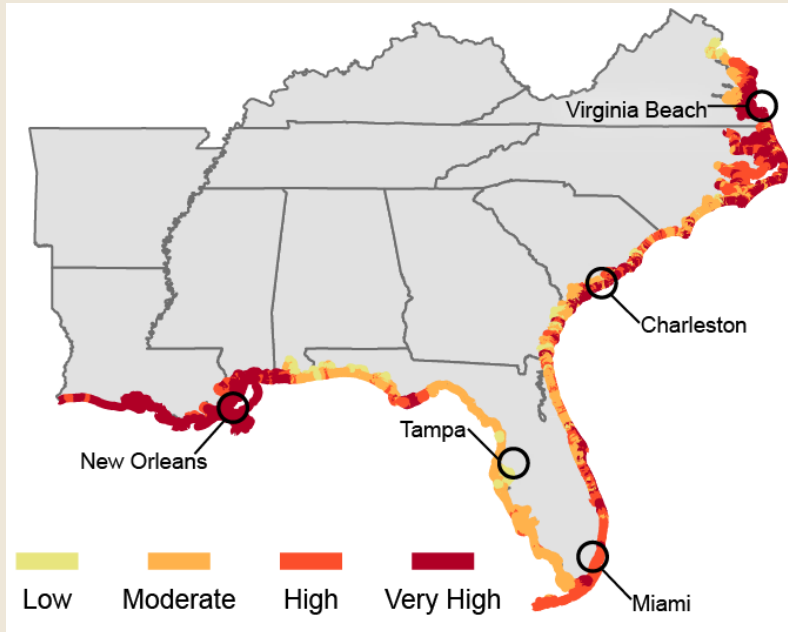 Virginia Beach
Charleston
Tampa
New Orleans
Miami
Low Moderate High Very High